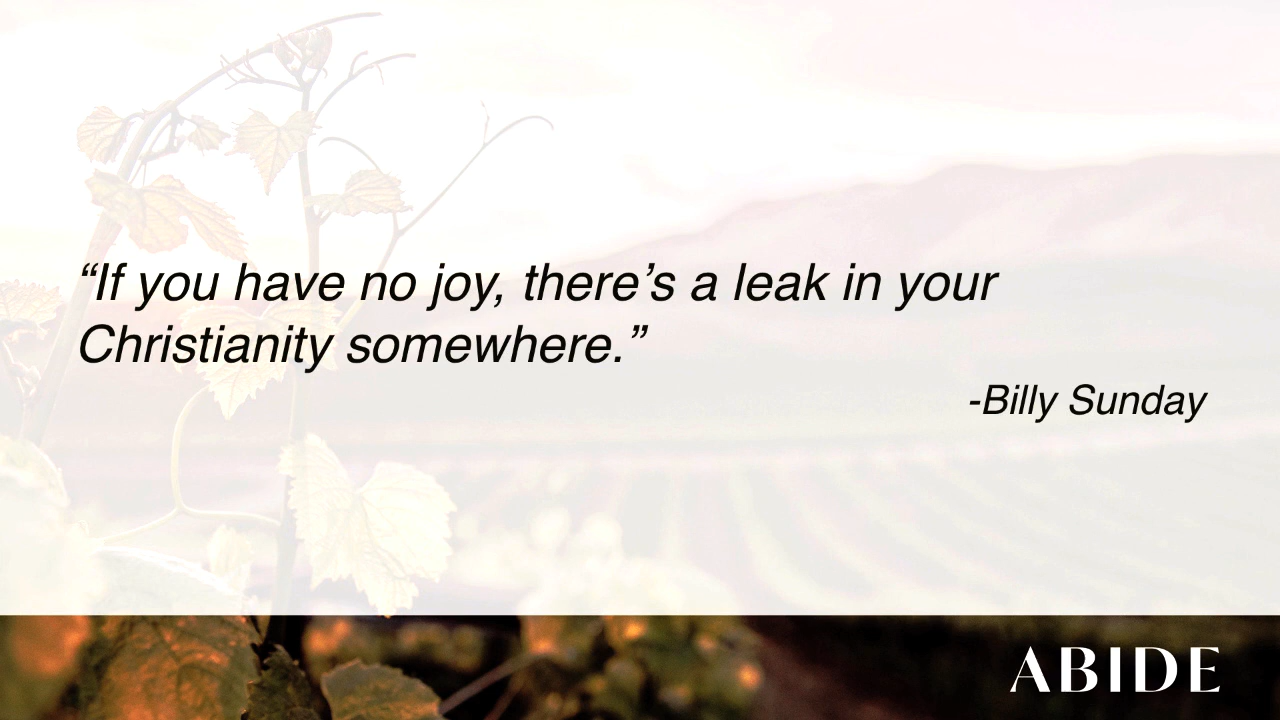 “If you have no joy, there’s a leak in your
Christianity somewhere.”
-Billy Sunday
ABIDE